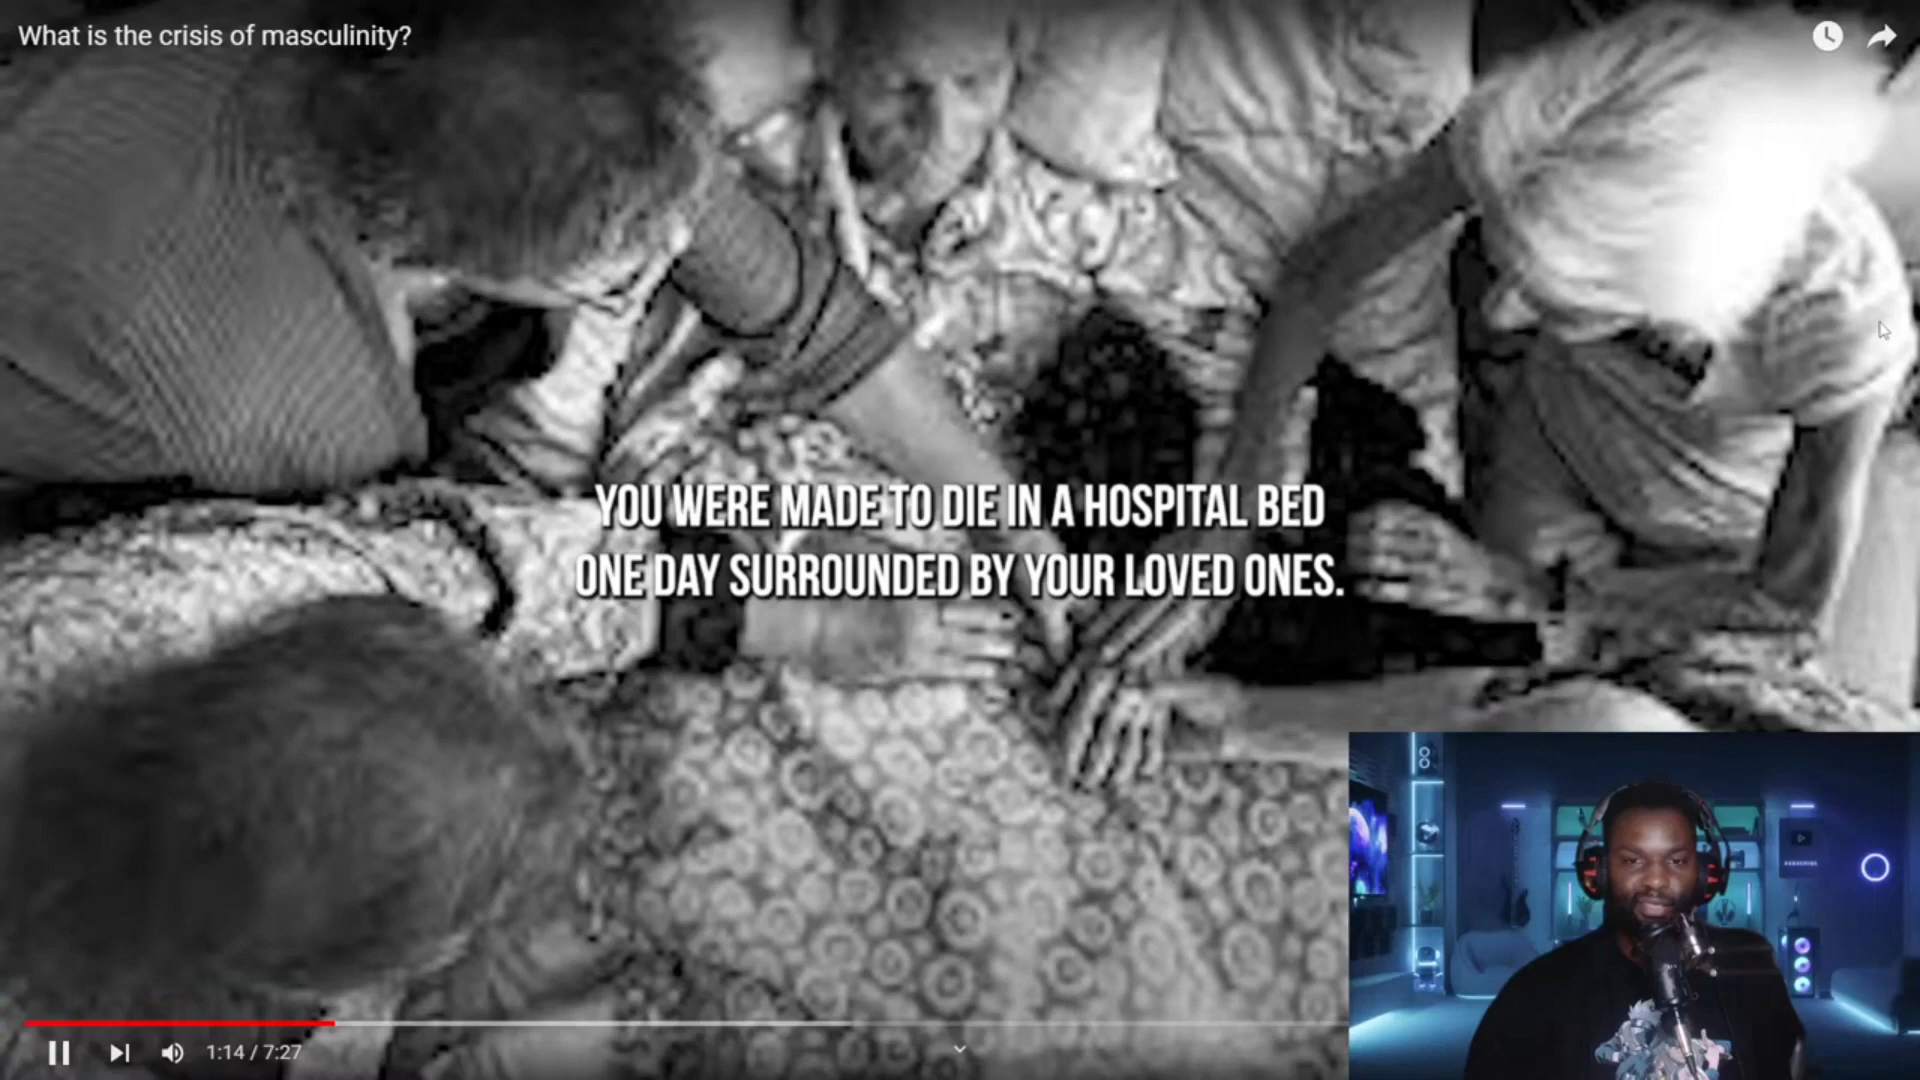 What is the crisis of masculinity?
YOU WERE MADE TO DIE IN A HOSPITAL BED
ONE DAY SURROUNDED BY YOUR LOVED ONES.
1:14 / 7:27